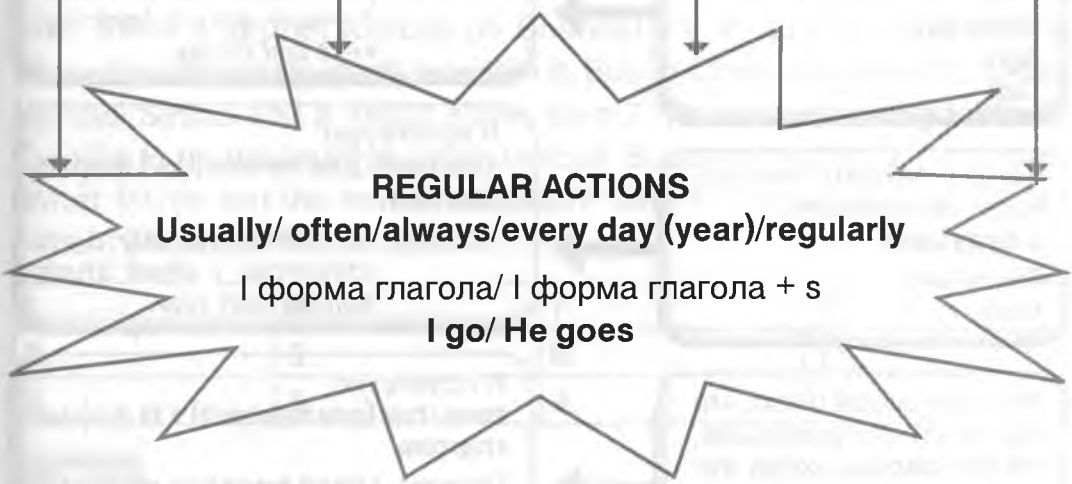 REGULAR ACTIONS
Usually/ often/always/every day (year)/regularly
I форма глагола/ I форма глагола + s
I go/ He goes